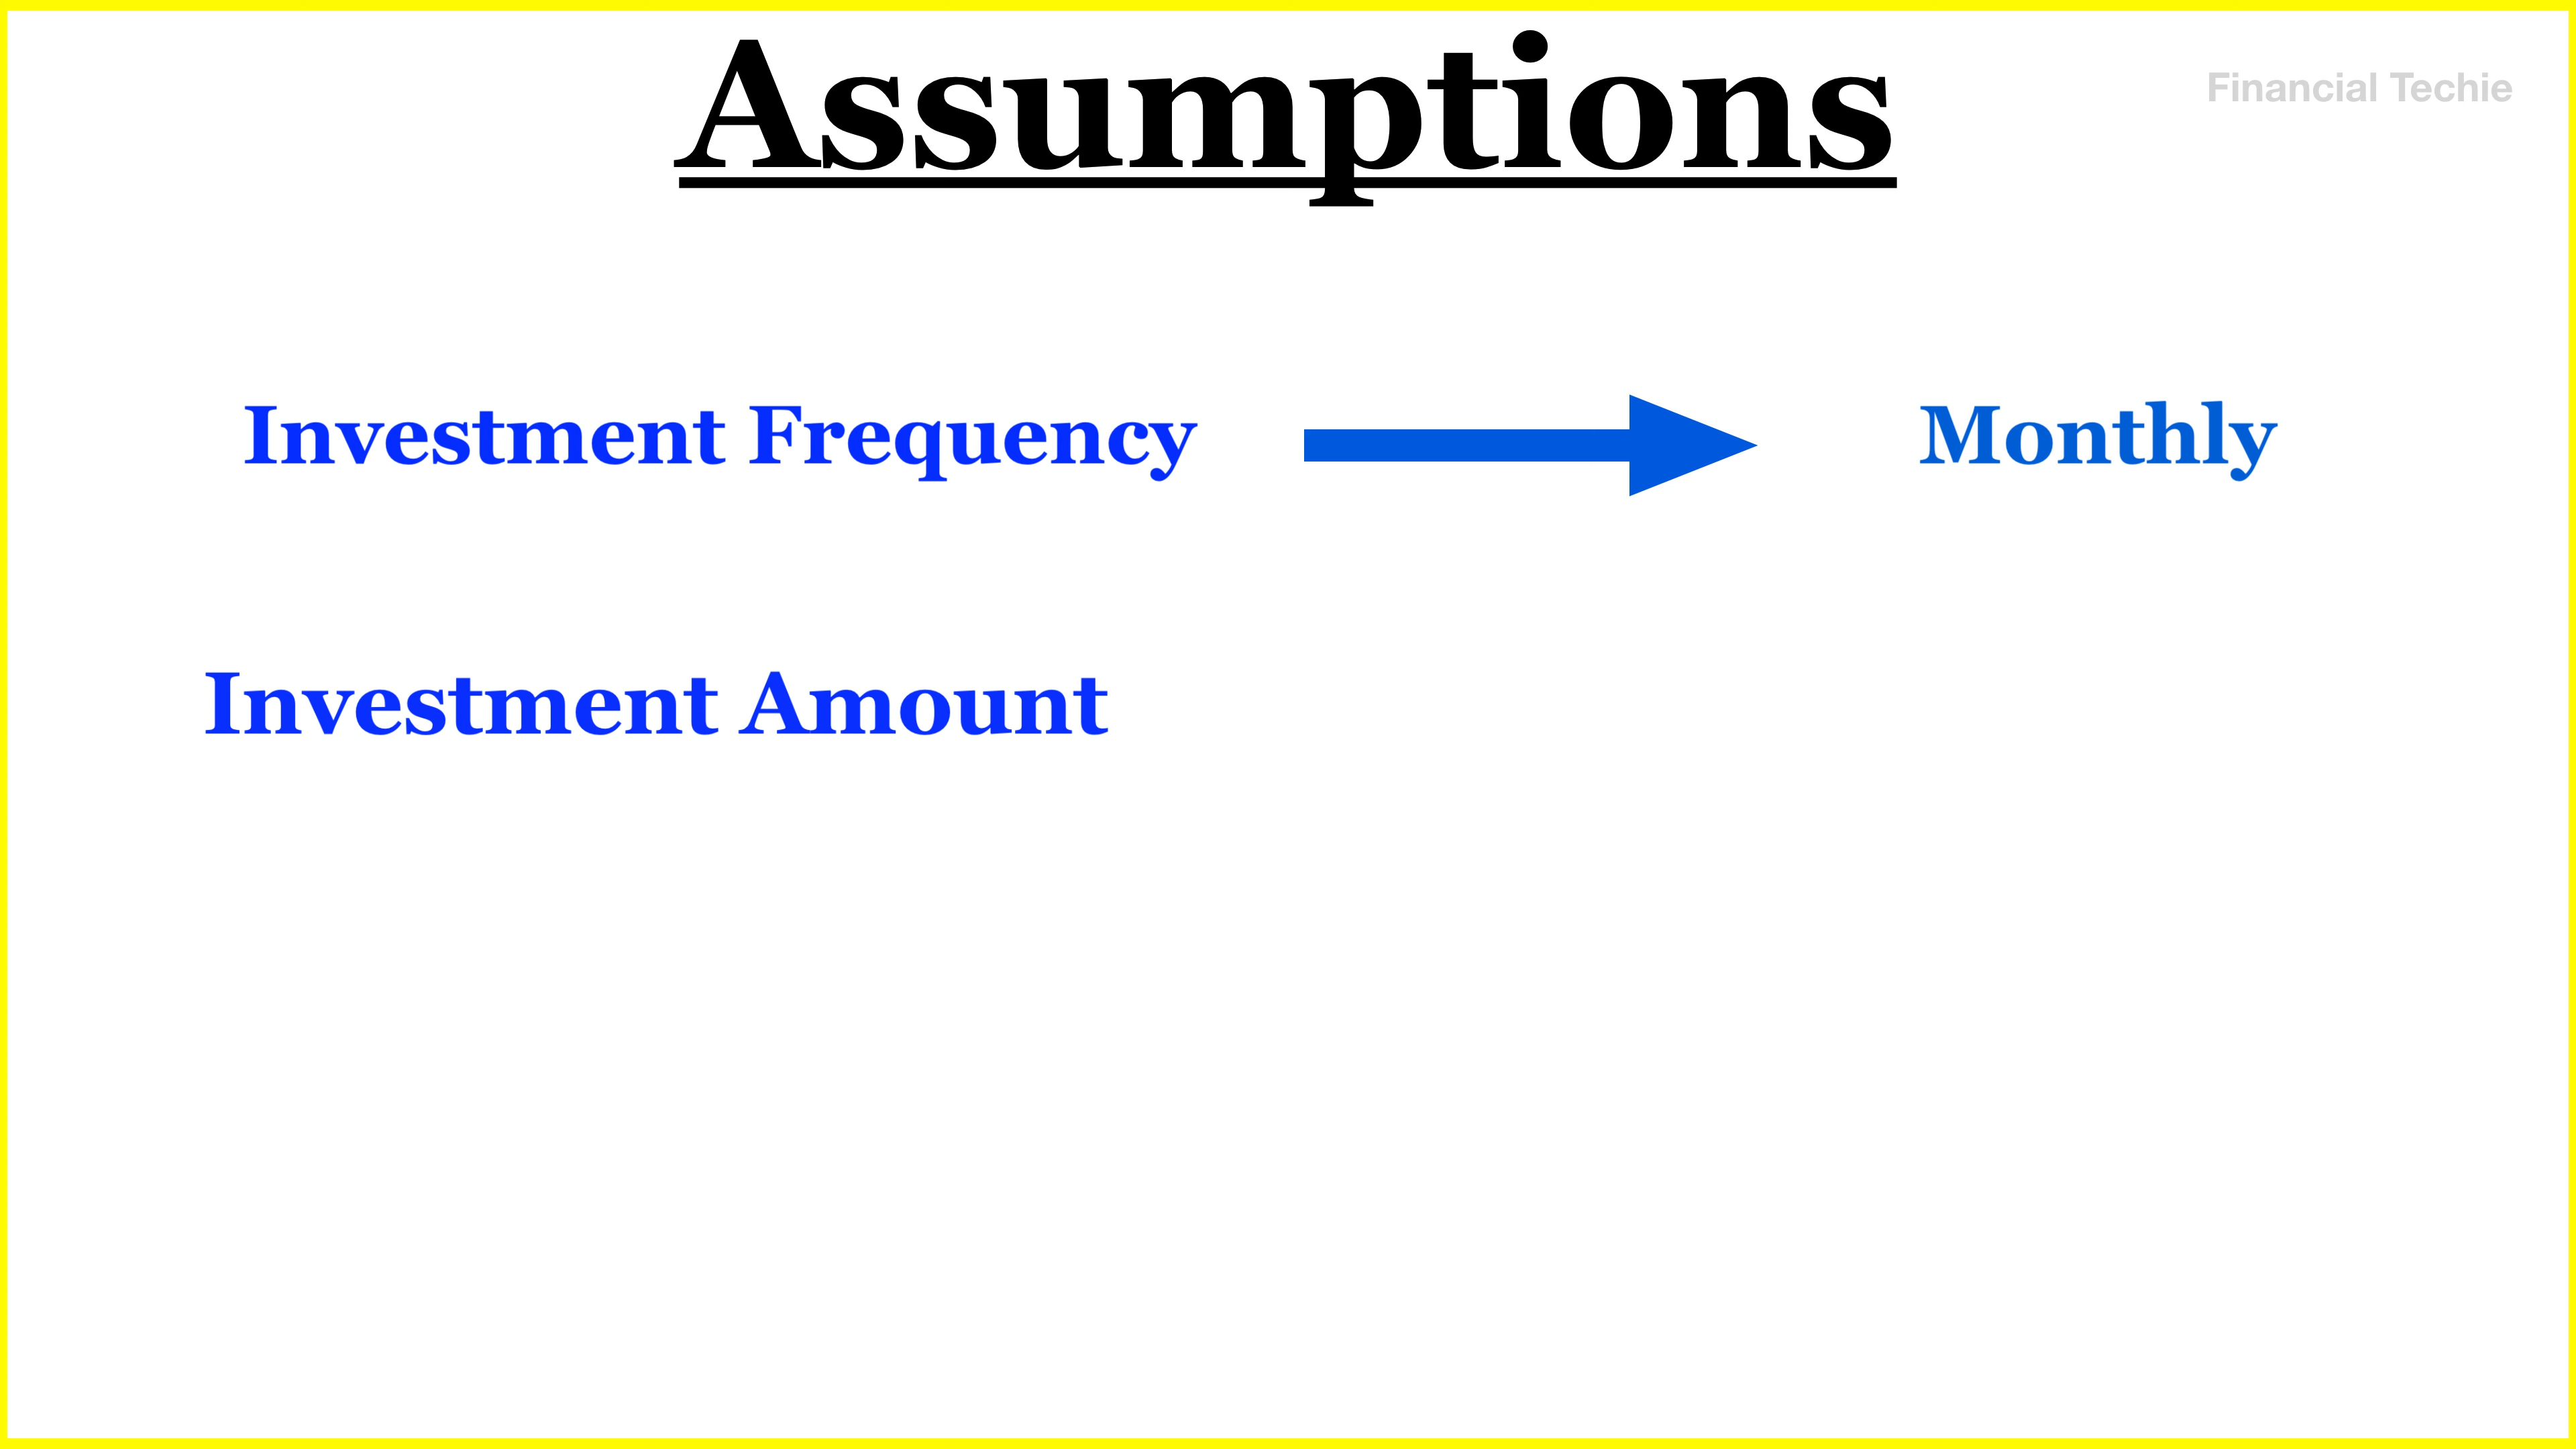 Assumptions
Financial Techie
Investment Frequency
Monthly
Investment Amount